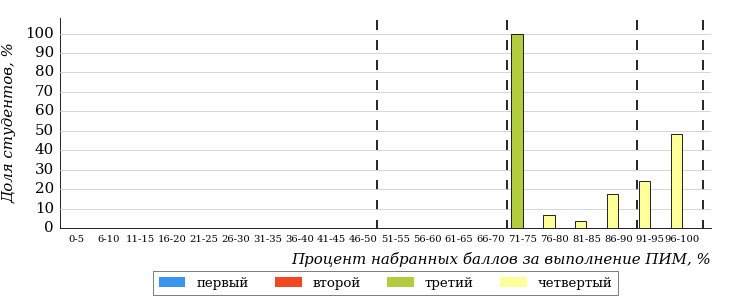 Доля студентов, %
100
90
80
70
60
50
40
30
20
10
0
0-5 6-10 11-15 16-20 21-25 26-30 31-35 36-40 41-45 46-50 51-55 56-60 61-65 66-70 71-75 76-80 81-85 86-90 91-95 96-100
Процент набранных баллов за выполнение ПИМ, %
первый второй третий четвертый